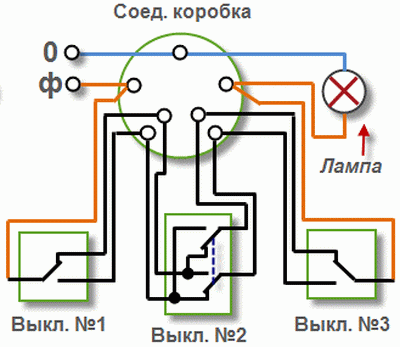 Соед. коробка
0
ф
Лампа
Выкл. №1
Выкл. №2
Выкл. №3